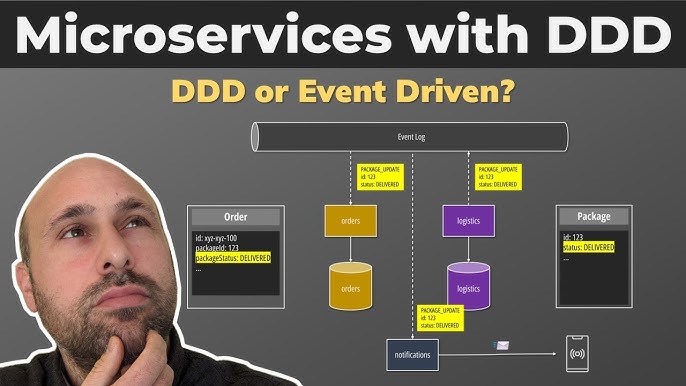 Microservices with DDD
DDD or Event Driven?
Event Log
PACKAGE_UPDATE
id: 123
status: DELIVERED
PACKAGE_UPDATE
id: 123
status: DELIVERED
Order
id: xyz-xyz-100
packageId: 123
packageStatus: DELIVERED
...
orders
logistics
Package
id: 123
status: DELIVERED
...
orders
logistics
PACKAGE_UPDATE
id: 123
status: DELIVERED
notifications